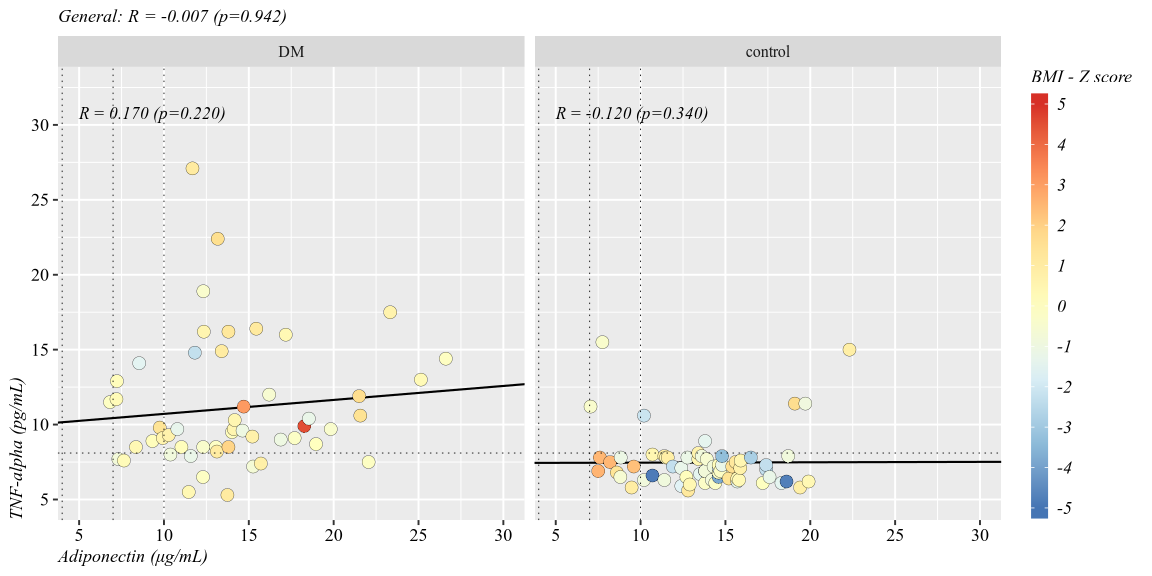 General: R = -0.007 (p=0.942)
DM
control
BMI - Z score
R = 0.170 (p=0.220)
R = -0.120 (p=0.340)
5
4
3
2
1
0
-1
-2
-3
-4
-5
30
25
20
15
10
5
TNF-alpha (pg/mL)
5 10 15 20 25 30
5 10 15 20 25 30
Adiponectin (μg/mL)